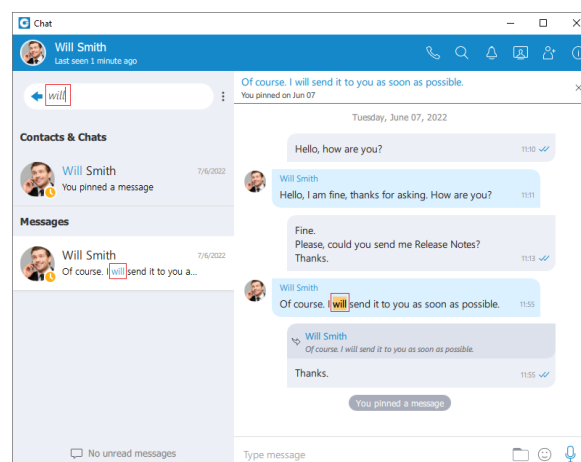 Chat
Will Smith
Last seen 1 minute ago
will
Contacts & Chats
Will Smith
7/6/2022
You pinned a message
Messages
Will Smith
7/6/2022
Of course. I will send it to you a...
No unread messages
Of course. I will send it to you as soon as possible.
You pinned on Jun 07
Tuesday, June 07, 2022
Hello, how are you?
11:10
Will Smith
Hello, I am fine, thanks for asking. How are you?
11:11
Fine.
Please, could you send me Release Notes?
Thanks.
11:13
Will Smith
Of course. I will send it to you as soon as possible.
11:55
Will Smith
Of course. I will send it to you as soon as possible.
Thanks.
11:55
You pinned a message
Type message